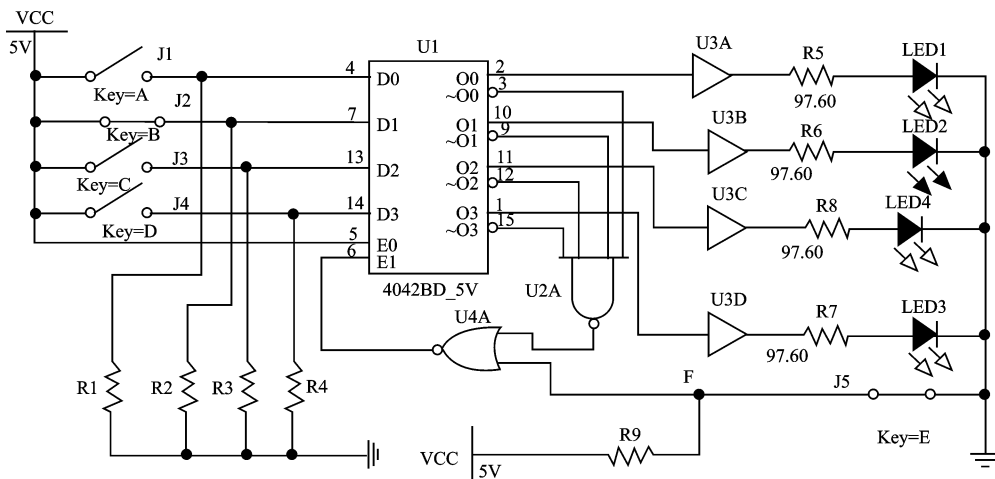 VCC
5V
J1
Key=A
J2
Key=B
J3
Key=C
J4
Key=D
U1
4
D0
7
D1
13
D2
14
D3
5
E0
6
E1
O0
2
~O0
3
O1
10
~O1
9
O2
11
~O2
12
O3
1
~O3
15
4042BD_5V
U2A
U4A
U3A
R5
97.60
LED1
U3B
R6
97.60
LED2
U3C
R8
97.60
LED4
U3D
R7
97.60
LED3
R1
R2
R3
R4
F
J5
Key=E
R9
VCC
5V